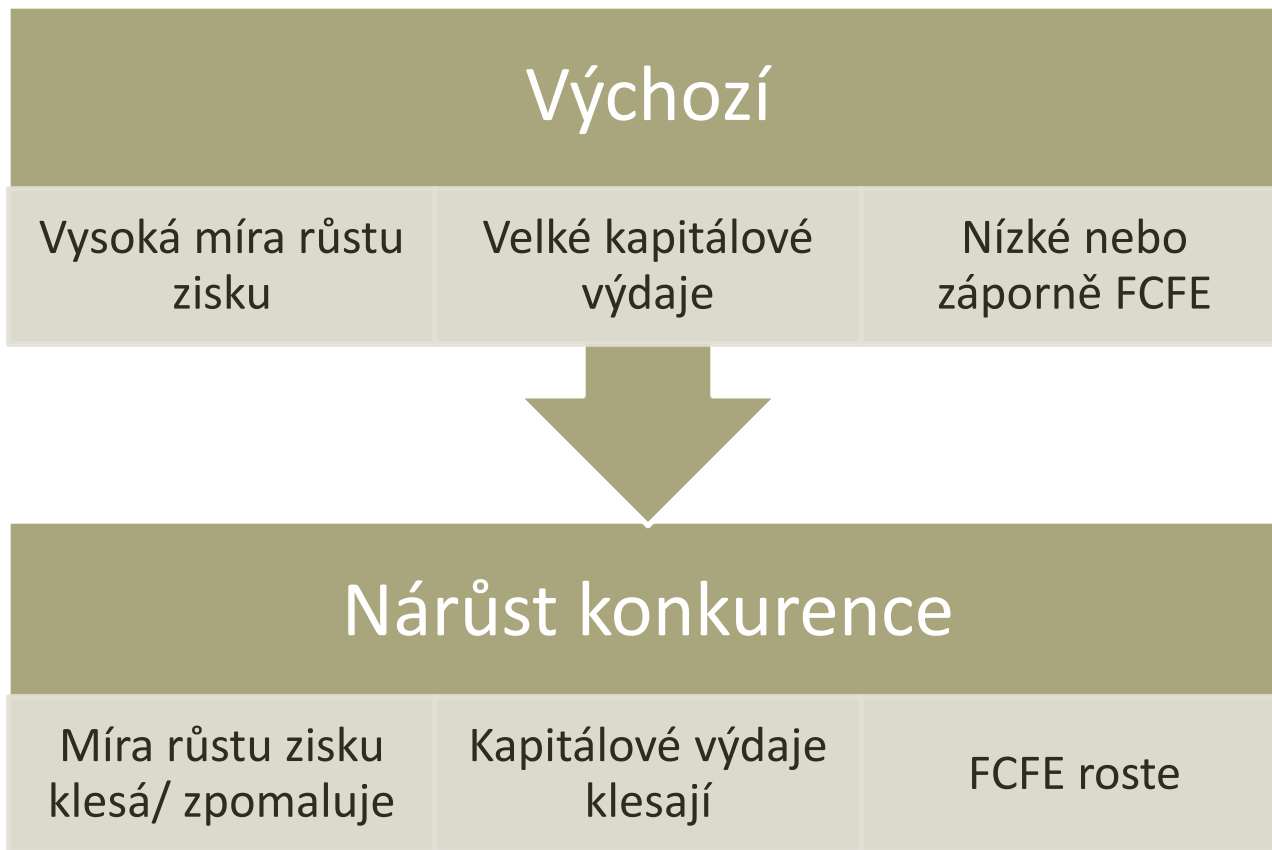 Výchozí
Vysoká míra růstu
zisku
Velké kapitálové
výdaje
Nízké nebo
záporně FCFE
Nárůst konkurence
Míra růstu zisku
klesá/ zpomaluje
Kapitálové výdaje
klesají
FCFE roste